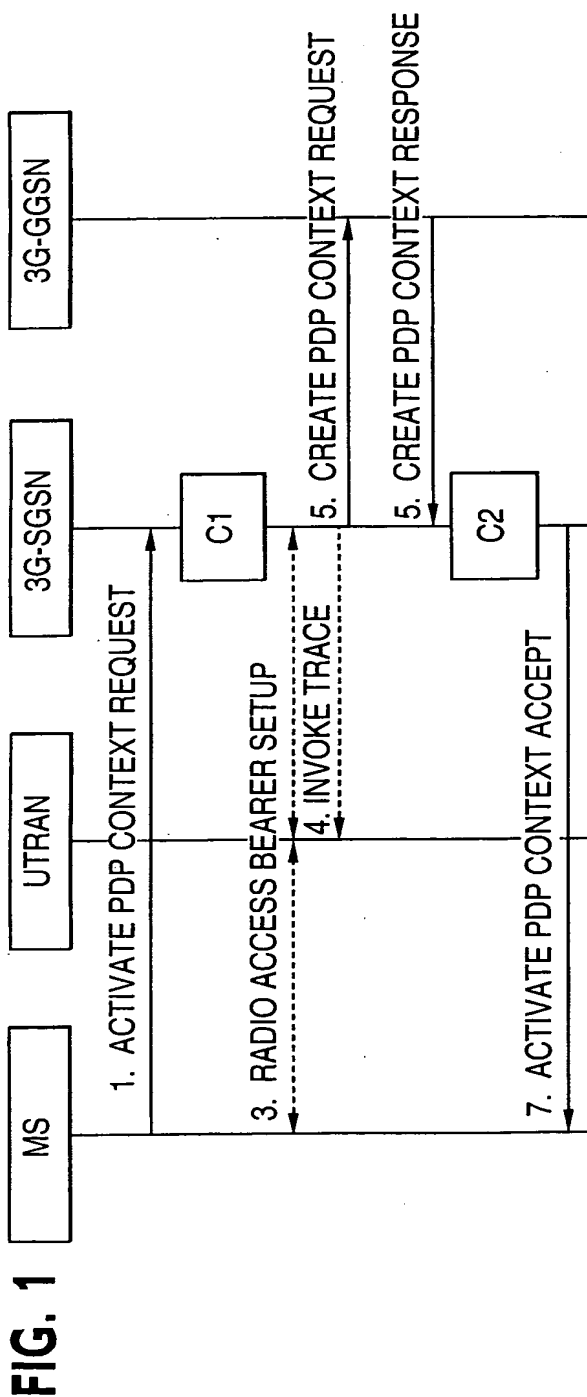 FIG. 1
MS
UTRAN
3G-SGSN
3G-GGSN
1. ACTIVATE PDP CONTEXT REQUEST
C1
3. RADIO ACCESS BEARER SETUP
4. INVOKE TRACE
5. CREATE PDP CONTEXT REQUEST
5. CREATE PDP CONTEXT RESPONSE
C2
7. ACTIVATE PDP CONTEXT ACCEPT